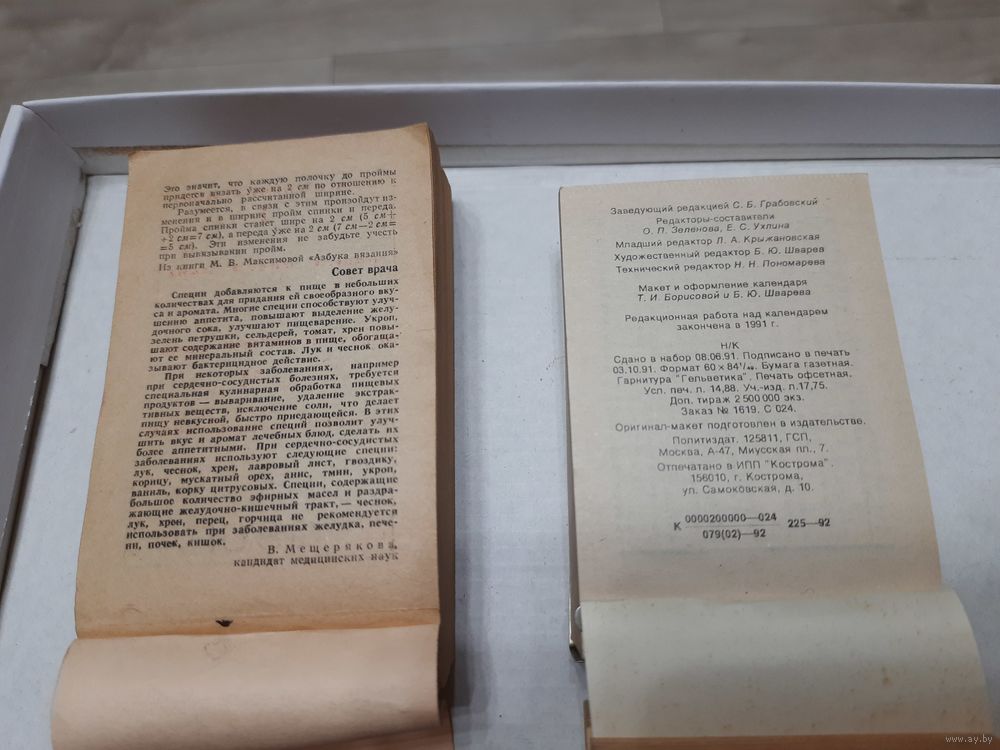 Это значит, что каждую полочку до проймы
придется вязать у́же на 2 см по отношению к
первоначально рассчитанной ширине.
Разумеется, в связи с этим произойдут из-
менения и в ширине пройм спинки и переда.
Пройма спинки станет шире на 2 см (5 см+
+2 см=7 см), а переда у́же на 2 см (7 см—2 см=
=5 см). Эти изменения не забудьте учесть
при вывязывании пройм.
Из книги М. В. Максимовой «Азбука вязания»
Совет врача
Специи добавляются к пище в небольших
количествах для придания ей своеобразного вку-
са и аромата. Многие специи способствуют улуч-
шению аппетита, повышают выделение желу-
дочного сока, улучшают пищеварение. Укроп,
зелень петрушки, сельдерей, томат, хрен повы-
шают содержание витаминов в пище, обогаща-
ют ее минеральный состав. Лук и чеснок ока-
зывают бактерицидное действие.
При некоторых заболеваниях, например
при сердечно-сосудистых болезнях, требуется
специальная кулинарная обработка пищевых
продуктов — вываривание, удаление экстрак-
тивных веществ, исключение соли, что делает
пищу невкусной, быстро приедающейся. В этих
случаях использование специй позволит улуч-
шить вкус и аромат лечебных блюд, сделать их
более аппетитными. При сердечно-сосудистых
заболеваниях используют следующие специи:
лук, чеснок, хрен, лавровый лист, гвоздику,
корицу, мускатный орех, анис, тмин, укроп,
ваниль, корку цитрусовых. Специи, содержащие
большое количество эфирных масел и раздра-
жающие желудочно-кишечный тракт, — чеснок,
лук, хрен, перец, горчица не рекомендуется
использовать при заболеваниях желудка, пече-
ни, почек, кишок.
В. Мещерякова,
кандидат медицинских наук
Заведующий редакцией С. Б. Грабовский
Редакторы-составители
О. П. Зеленова, Е. С. Ухлина
Младший редактор Л. А. Крыжановская
Художественный редактор Б. Ю. Шварев
Технический редактор Н. Н. Пономарева
Макет и оформление календаря
Т. И. Борисовой и Б. Ю. Шварева
Редакционная работа над календарем
закончена в 1991 г.
Н/К
Сдано в набор 08.06.91. Подписано в печать
03.10.91. Формат 60 × 84¹/₄₀. Бумага газетная.
Гарнитура "Гельветика". Печать офсетная.
Усл. печ. л. 14,88. Уч.-изд. л.17,75.
Доп. тираж 2 500 000 экз.
Заказ № 1619. С 024.
Оригинал-макет подготовлен в издательстве.
Политиздат. 125811, ГСП,
Москва, А-47, Миусская пл., 7.
Отпечатано в ИПП "Кострома".
156010, г. Кострома,
ул. Самоковская, д. 10.
К 0000200000—024 225—92
079(02)—92
www.ay.by